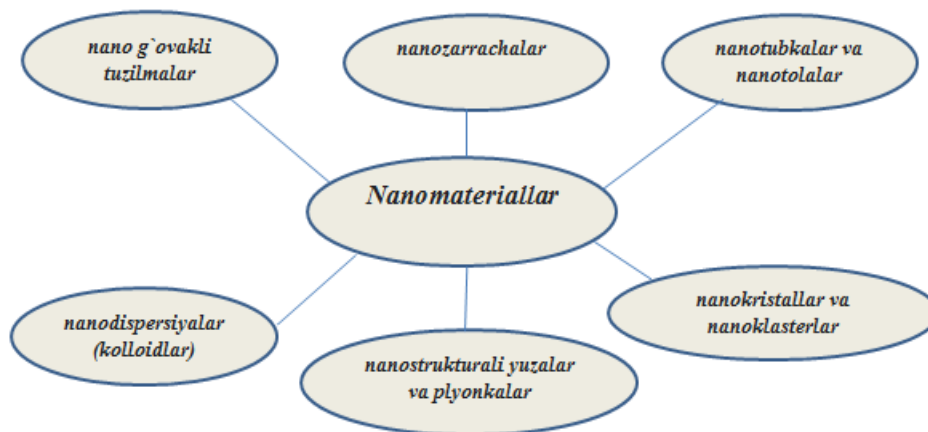 nano g`ovakli
tuzilmalar
nanozarrachalar
nanotubkalar va
nanotolalar
Nanomateriallar
nanodispersiyalar
(kolloidlar)
nanostrukturali yuzalar
va plyonkalar
nanokristallar va
nanoklasterlar